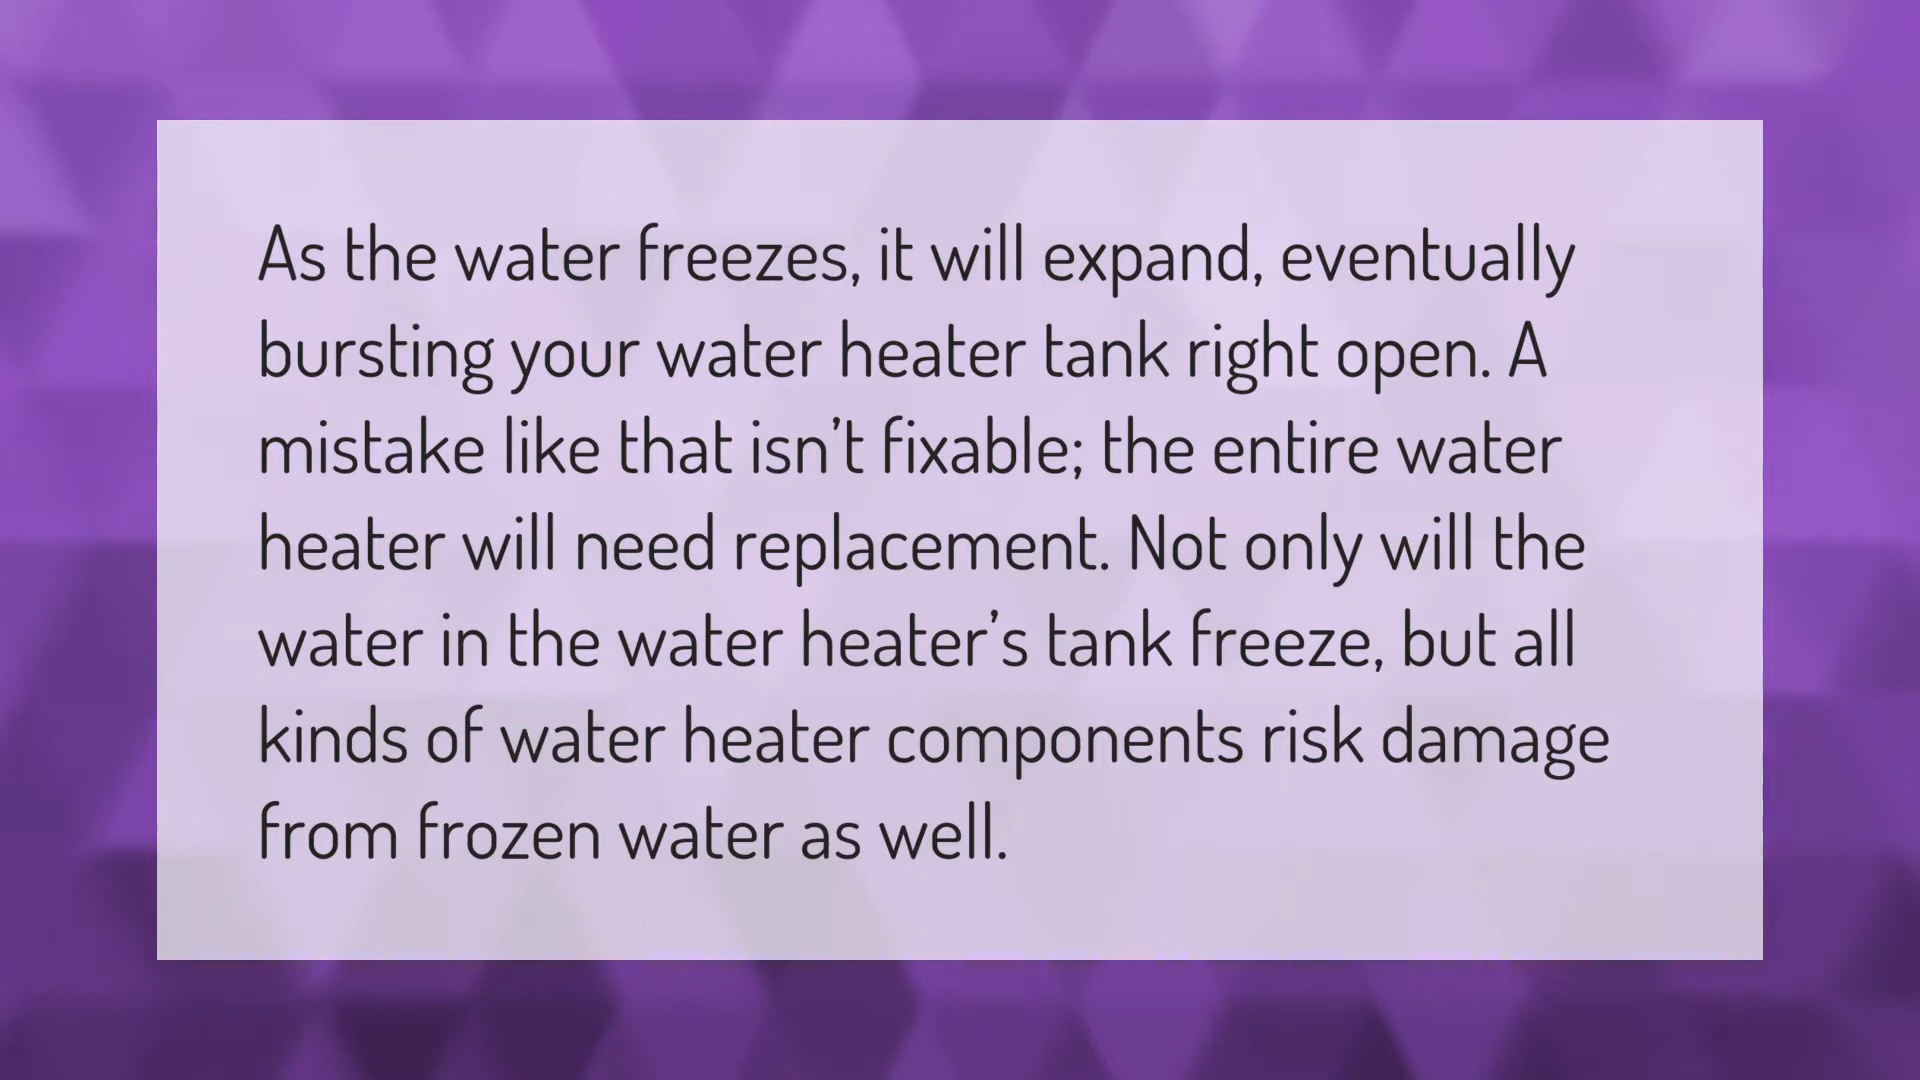 As the water freezes, it will expand, eventually
bursting your water heater tank right open. A
mistake like that isn’t fixable; the entire water
heater will need replacement. Not only will the
water in the water heater’s tank freeze, but all
kinds of water heater components risk damage
from frozen water as well.